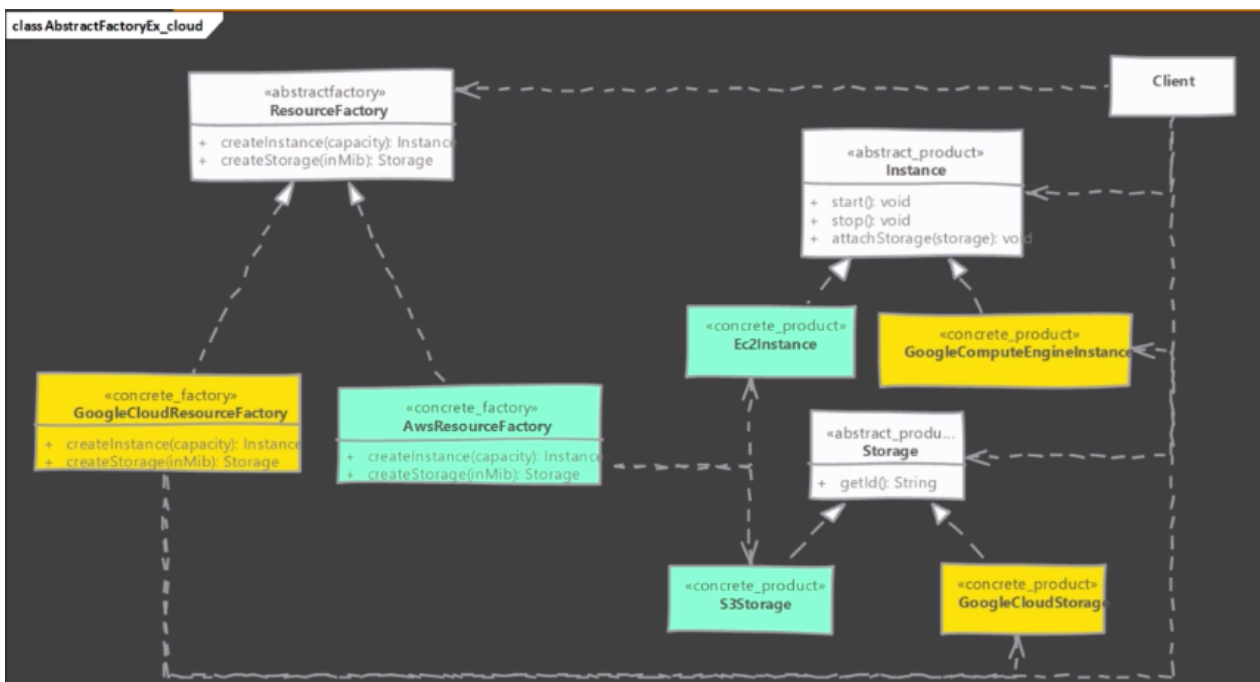 class AbstractFactoryEx_cloud
«abstractfactory»
ResourceFactory
+ createInstance(capacity): Instance
+ createStorage(inMib): Storage
Client
«abstract_product»
Instance
+ start(): void
+ stop(): void
+ attachStorage(storage): void
«concrete_product»
Ec2Instance
«concrete_product»
GoogleComputeEngineInstance
«concrete_factory»
GoogleCloudResourceFactory
+ createInstance(capacity): Instance
+ createStorage(inMib): Storage
«concrete_factory»
AwsResourceFactory
+ createInstance(capacity): Instance
+ createStorage(inMib): Storage
«abstract_produ...
Storage
+ getId(): String
«concrete_product»
S3Storage
«concrete_product»
GoogleCloudStorage